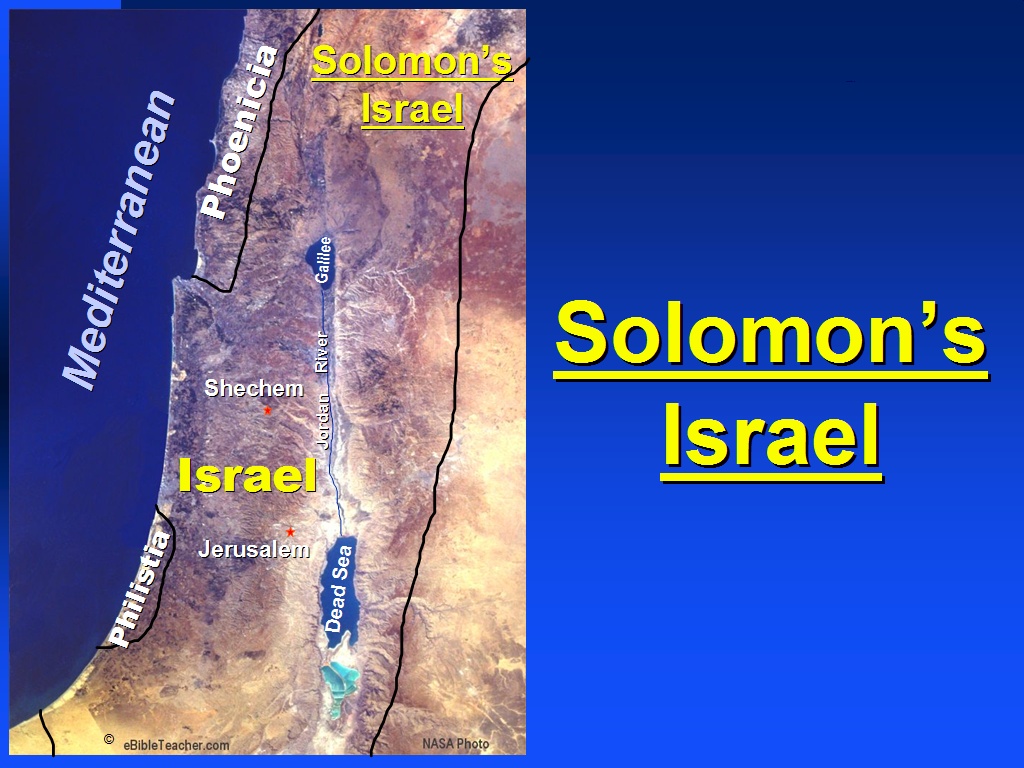 Solomon's
Israel
Phoenicia
Mediterranean
Galilee
Jordan River
Shechem
Israel
Jerusalem
Philistia
Dead Sea
© eBibleTeacher.com
NASA Photo
Solomon's
Israel